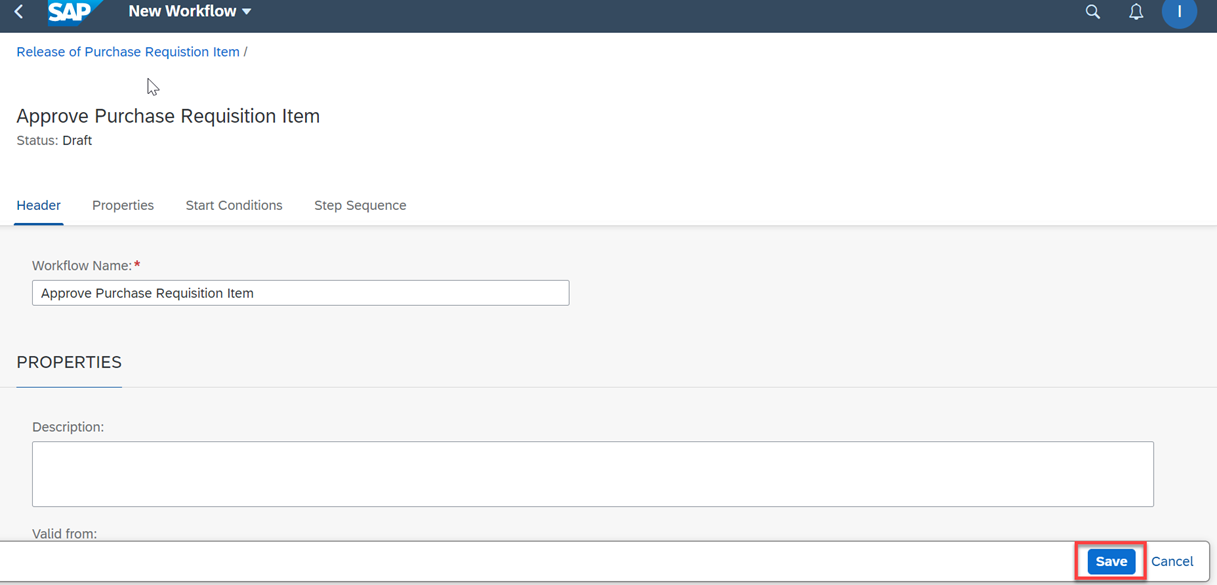 SAP New Workflow I
Release of Purchase Requistion Item /
Approve Purchase Requisition Item
Status: Draft
Header Properties Start Conditions Step Sequence
Workflow Name:*
Approve Purchase Requisition Item
PROPERTIES
Description:
Valid from:
Save Cancel